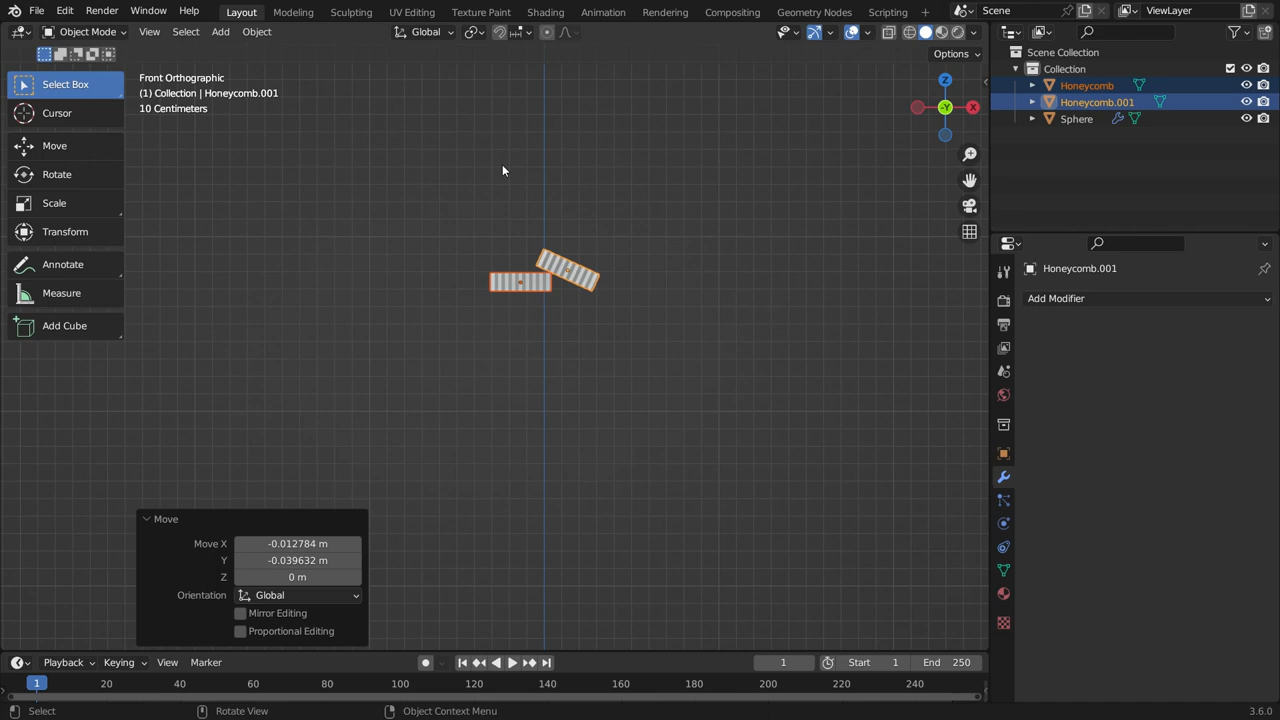 File Edit Render Window Help Layout Modeling Sculpting UV Editing Texture Paint Shading Animation Rendering Compositing Geometry Nodes Scripting Scene ViewLayer
Object Mode View Select Add Object Global
Options
Select Box
Cursor
Move
Rotate
Scale
Transform
Annotate
Measure
Add Cube
Front Orthographic
(1) Collection | Honeycomb.001
10 Centimeters
Z
-Y
X
Move
Move X -0.012784 m
Y -0.039632 m
Z 0 m
Orientation Global
Mirror Editing
Proportional Editing
Scene Collection
Collection
Honeycomb
Honeycomb.001
Sphere
Honeycomb.001
Add Modifier
Playback Keying View Marker 1 Start 1 End 250
1 20 40 60 80 100 120 140 160 180 200 220 240
Select Rotate View Object Context Menu 3.6.0